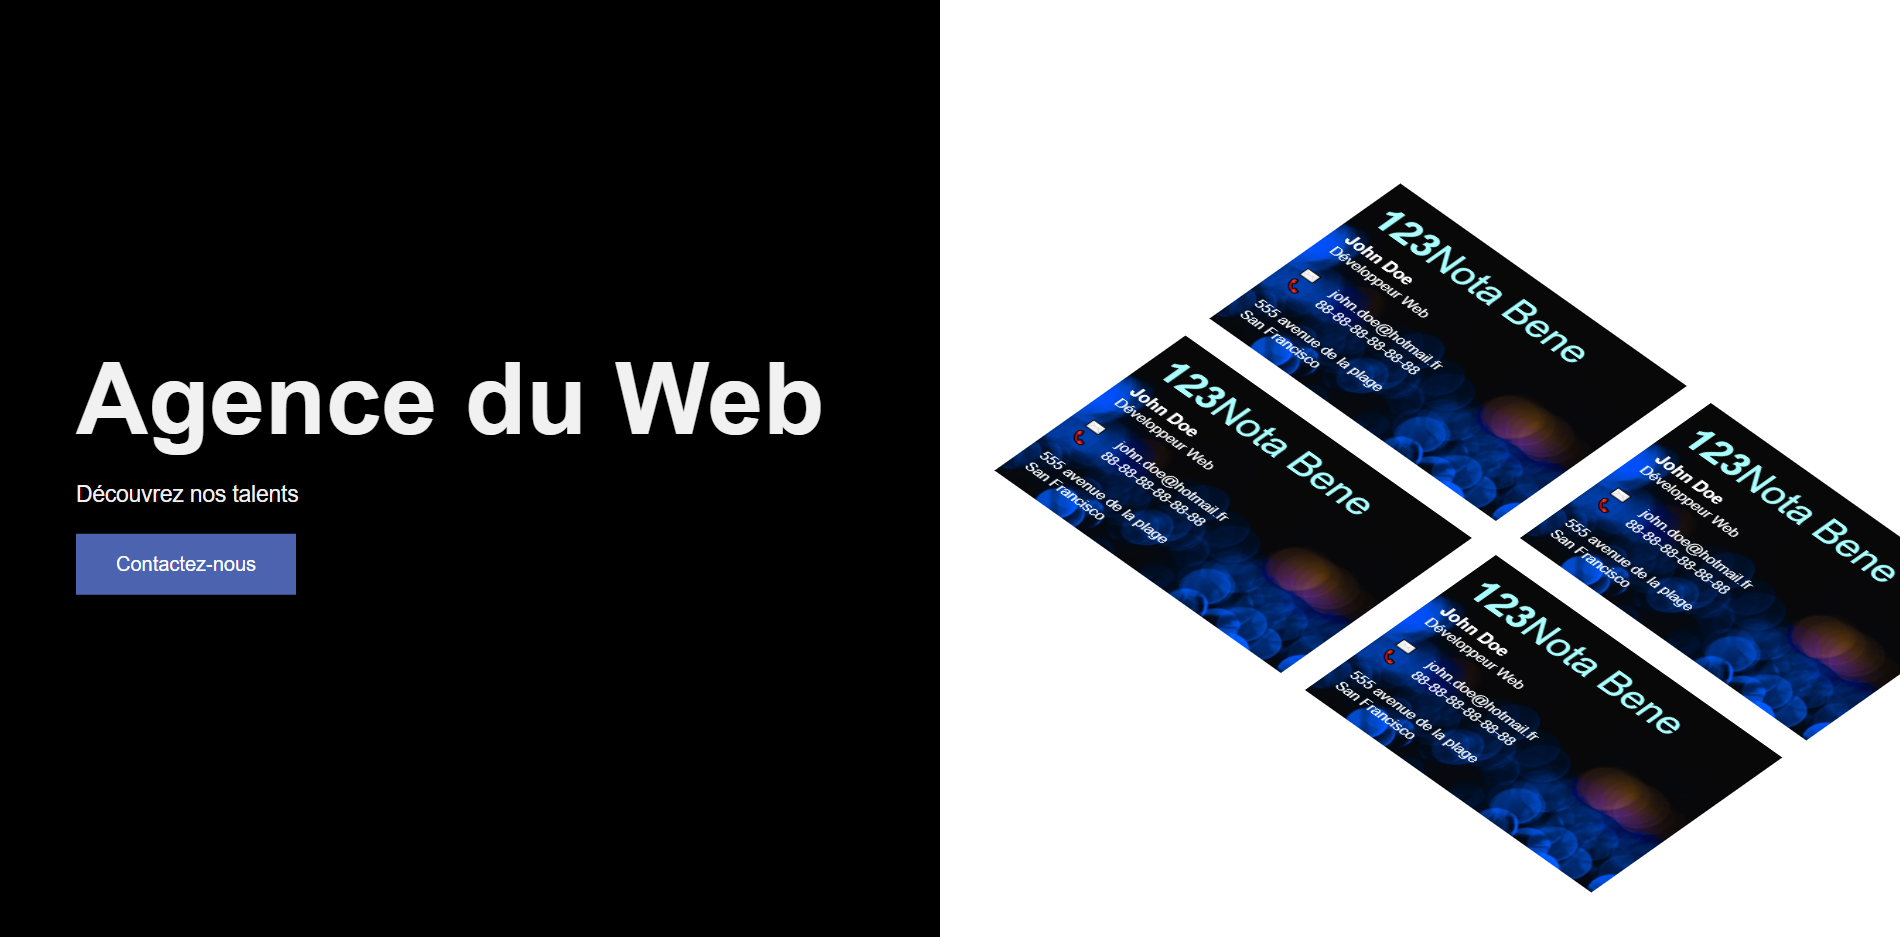 Agence du Web
Découvrez nos talents
Contactez-nous
123Nota Bene
John Doe
Développeur Web
john.doe@hotmail.fr
88-88-88-88-88-88
555 avenue de la plage
San Francisco
123Nota Bene
John Doe
Développeur Web
john.doe@hotmail.fr
88-88-88-88-88-88
555 avenue de la plage
San Francisco
123Nota Bene
John Doe
Développeur Web
john.doe@hotmail.fr
88-88-88-88-88-88
555 avenue de la plage
San Francisco
123Nota Bene
John Doe
Développeur Web
john.doe@hotmail.fr
88-88-88-88-88-88
555 avenue de la plage
San Francisco